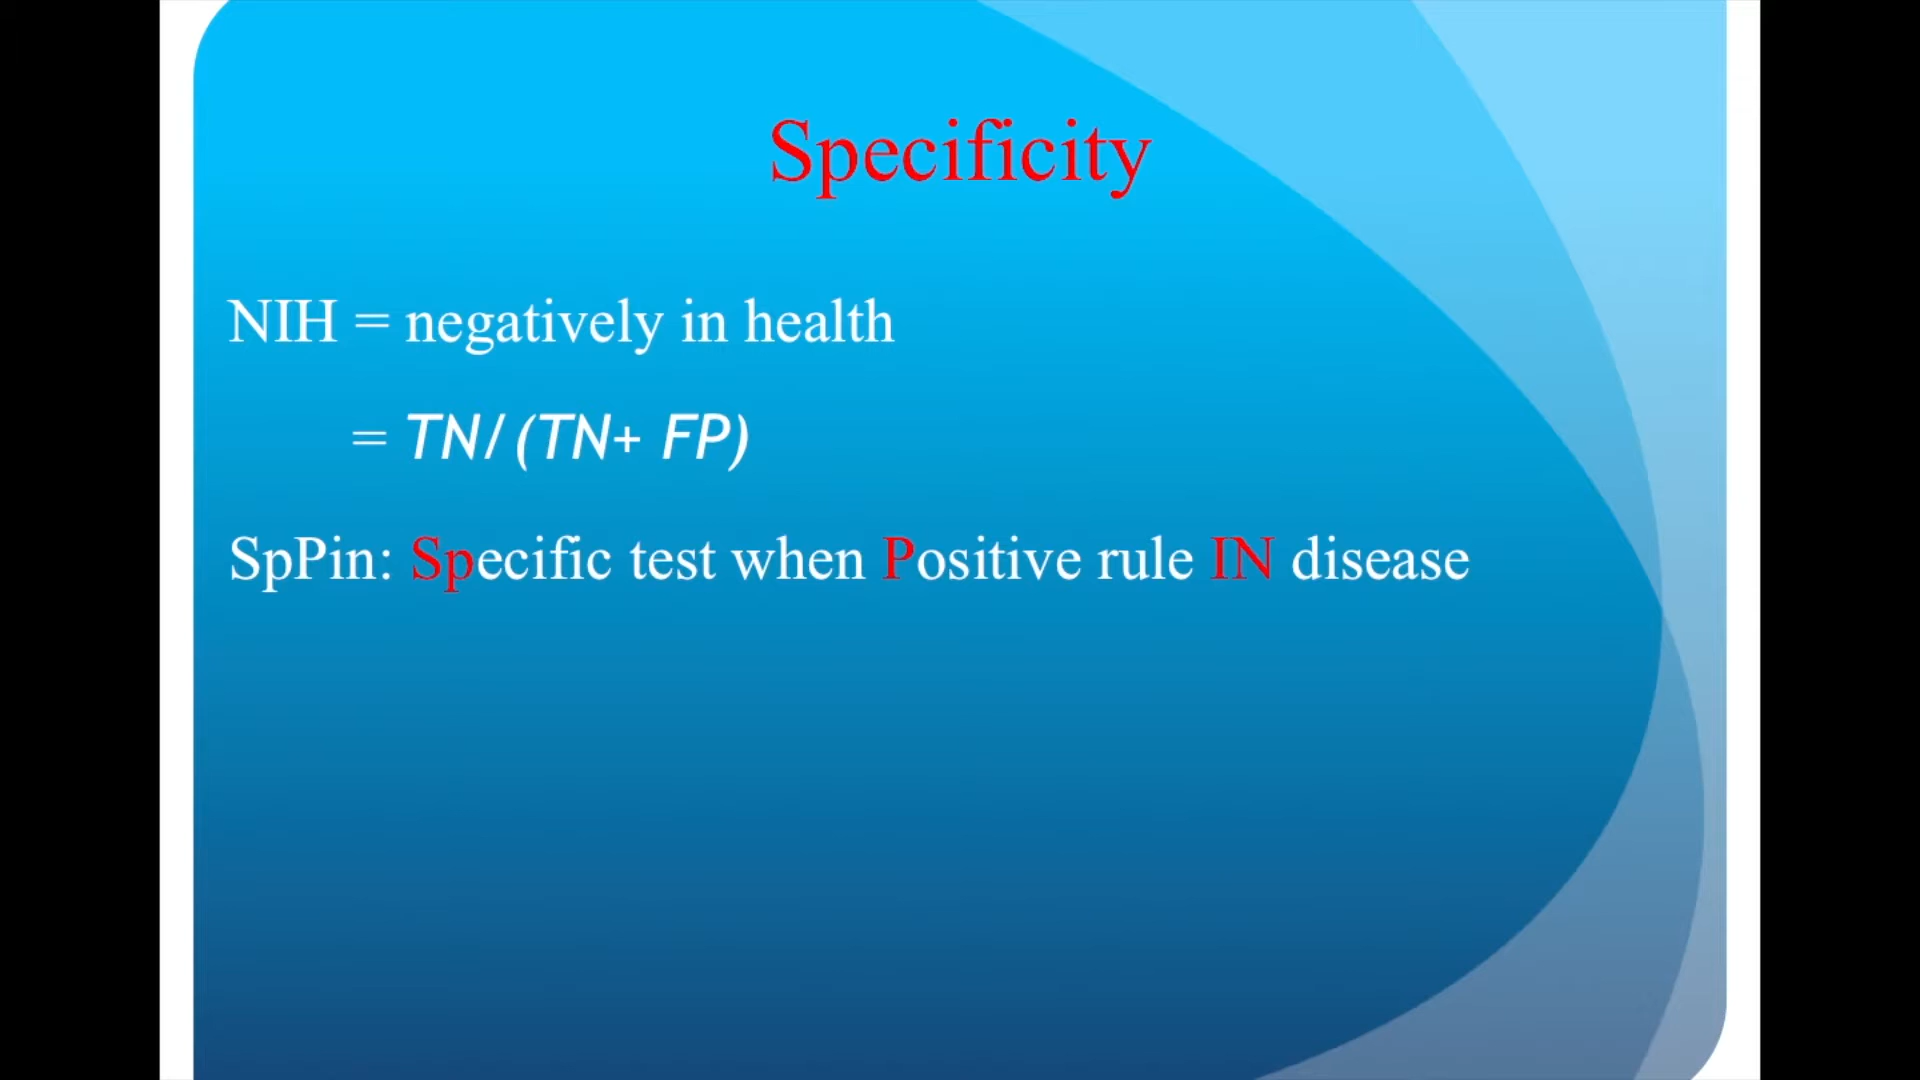 Specificity
NIH = negatively in health
= TN/(TN+ FP)
SpPin: Specific test when Positive rule IN disease